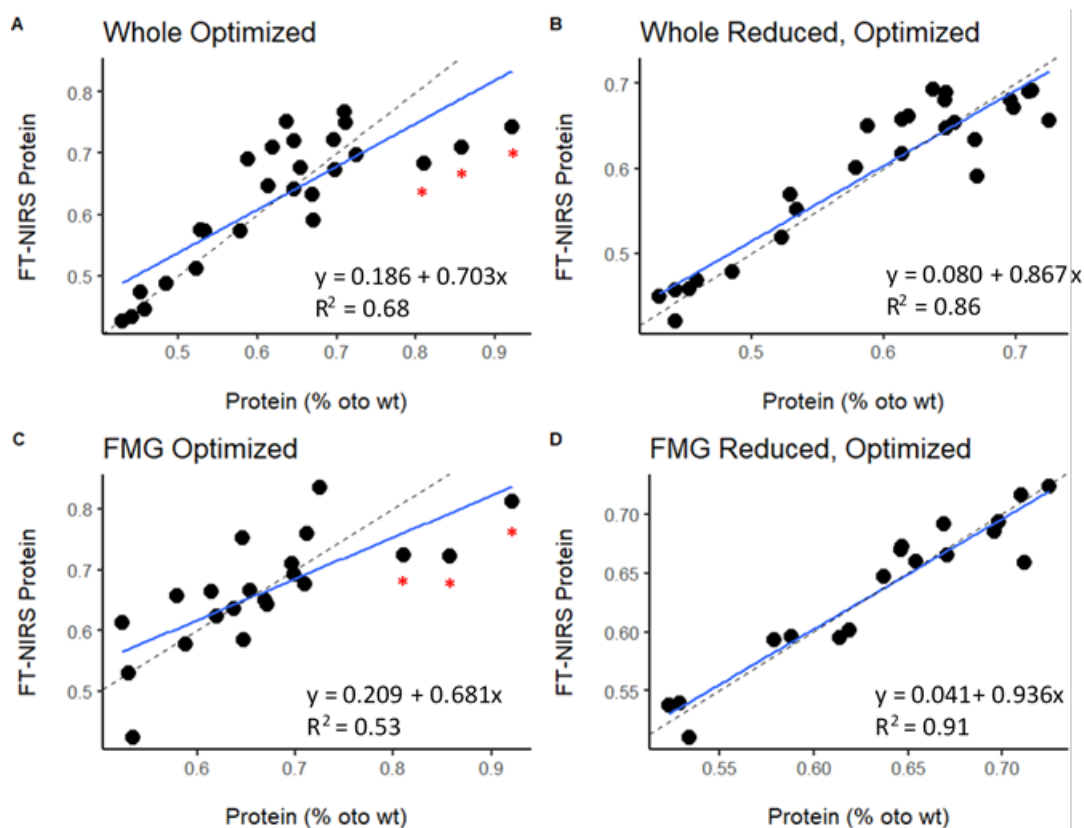 A
Whole Optimized
0.8
0.7
0.6
0.5
FT-NIRS Protein
*
*
*
y = 0.186 + 0.703x
R² = 0.68
0.5 0.6 0.7 0.8 0.9
Protein (% oto wt)
B
Whole Reduced, Optimized
0.7
0.6
0.5
FT-NIRS Protein
y = 0.080 + 0.867x
R² = 0.86
0.5 0.6 0.7
Protein (% oto wt)
C
FMG Optimized
0.8
0.7
0.6
0.5
FT-NIRS Protein
*
*
*
y = 0.209 + 0.681x
R² = 0.53
0.6 0.7 0.8 0.9
Protein (% oto wt)
D
FMG Reduced, Optimized
0.70
0.65
0.60
0.55
FT-NIRS Protein
y = 0.041+ 0.936x
R² = 0.91
0.55 0.60 0.65 0.70
Protein (% oto wt)